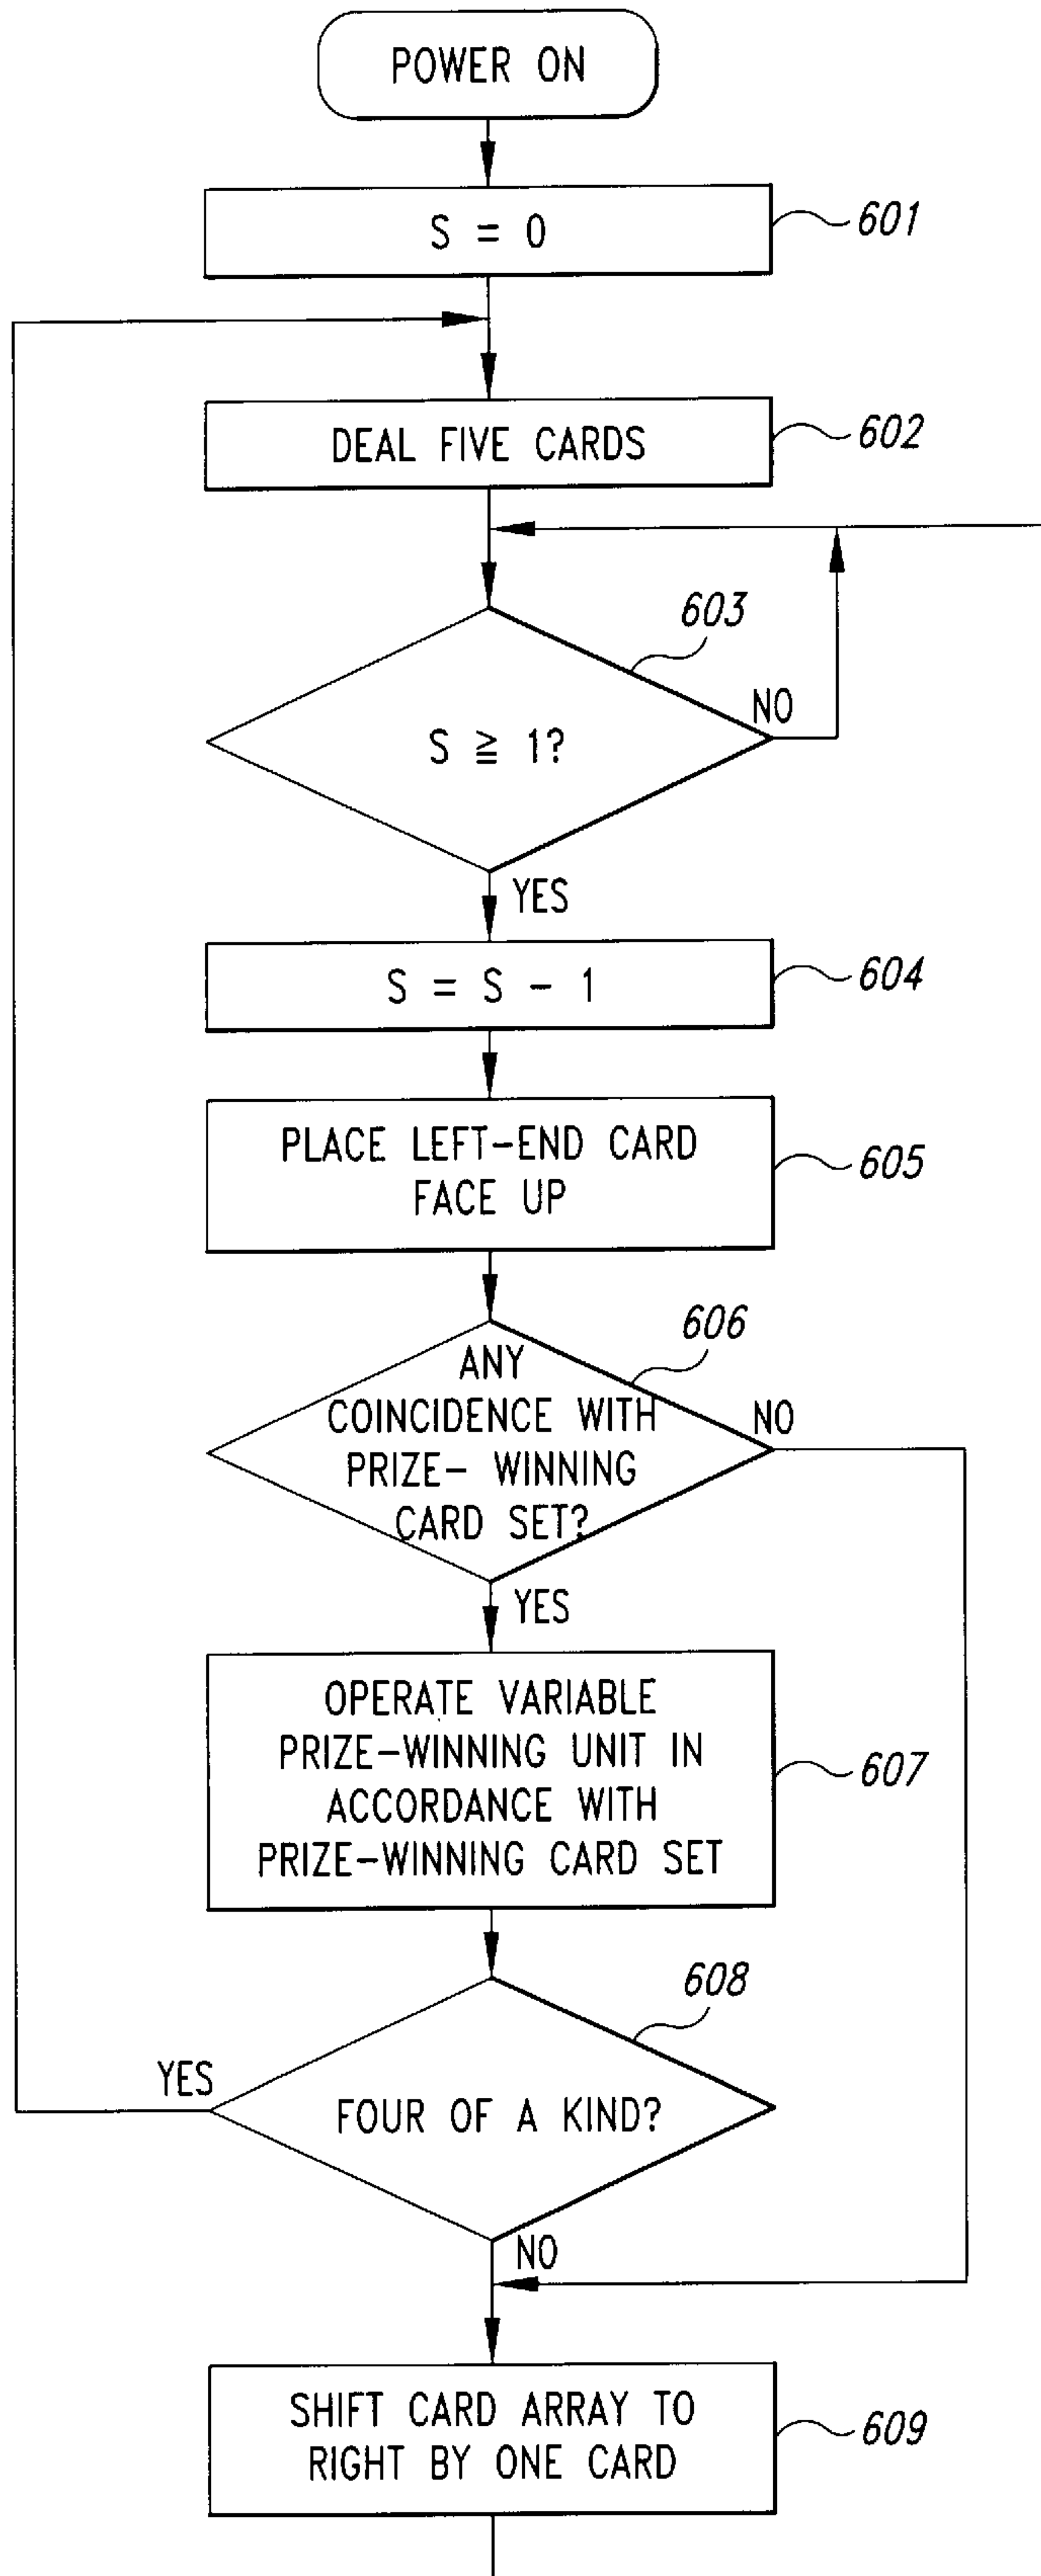 POWER ON
S = 0
601
DEAL FIVE CARDS
602
603
S ≧ 1?
NO
YES
S = S - 1
604
PLACE LEFT-END CARD
FACE UP
605
606
ANY
COINCIDENCE WITH
PRIZE- WINNING
CARD SET?
NO
YES
OPERATE VARIABLE
PRIZE-WINNING UNIT IN
ACCORDANCE WITH
PRIZE-WINNING CARD SET
607
608
YES
FOUR OF A KIND?
NO
SHIFT CARD ARRAY TO
RIGHT BY ONE CARD
609